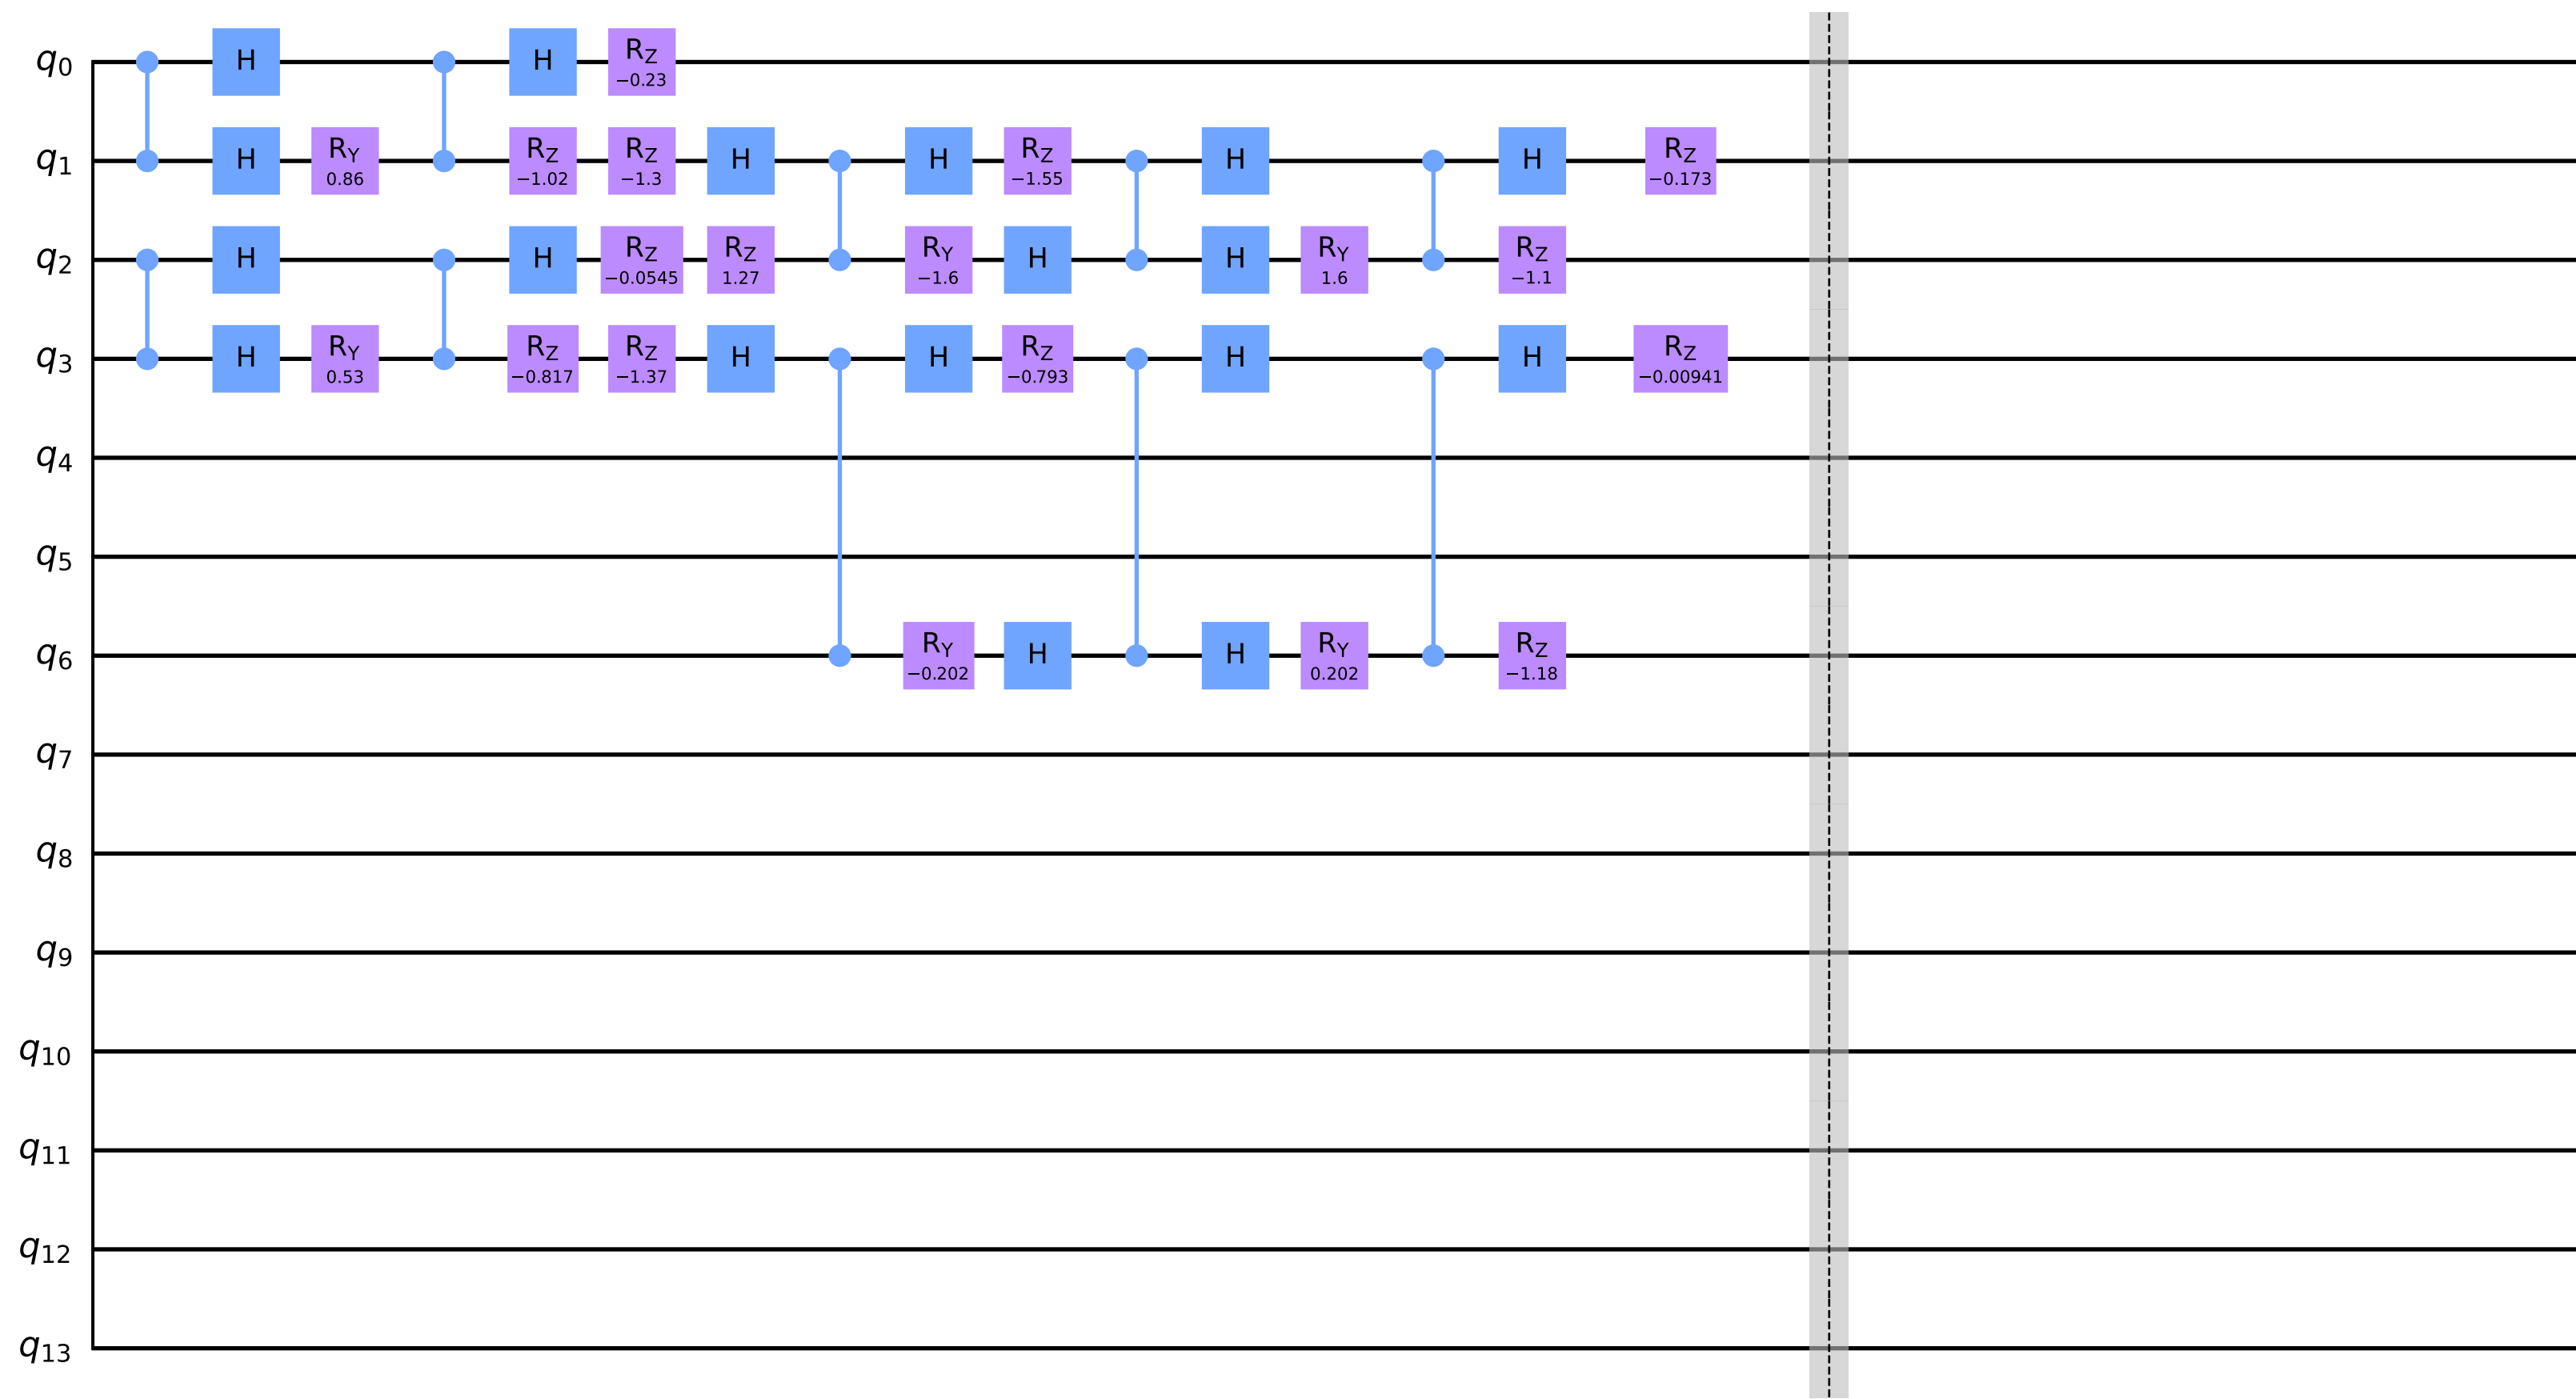 q0 H H RZ −0.23
q1 H RY 0.86 RZ −1.02 RZ −1.3 H H RZ −1.55 H H RZ −0.173
q2 H H RZ −0.0545 RZ 1.27 RY −1.6 H H RY 1.6 RZ −1.1
q3 H RY 0.53 RZ −0.817 RZ −1.37 H H RZ −0.793 H H RZ −0.00941
q4
q5
q6 RY −0.202 H H RY 0.202 RZ −1.18
q7
q8
q9
q10
q11
q12
q13